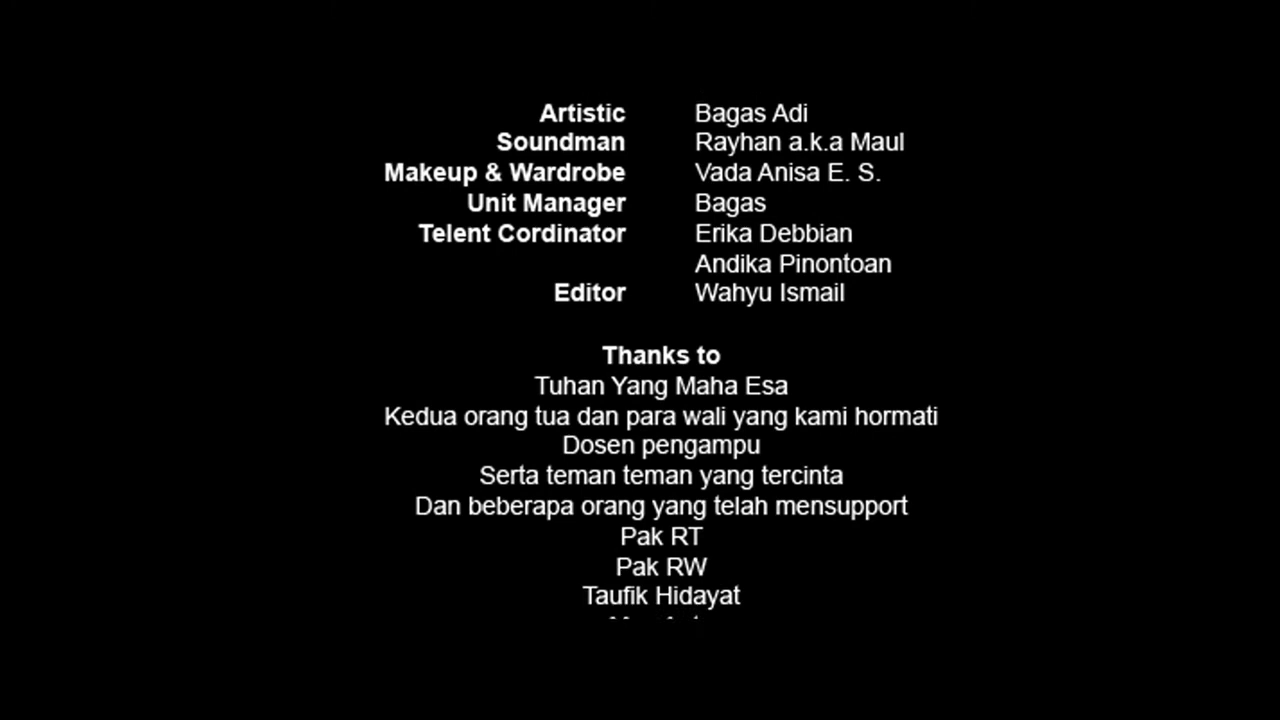 Artistic Bagas Adi
Soundman Rayhan a.k.a Maul
Makeup & Wardrobe Vada Anisa E. S.
Unit Manager Bagas
Telent Cordinator Erika Debbian
Andika Pinontoan
Editor Wahyu Ismail
Thanks to
Tuhan Yang Maha Esa
Kedua orang tua dan para wali yang kami hormati
Dosen pengampu
Serta teman teman yang tercinta
Dan beberapa orang yang telah mensupport
Pak RT
Pak RW
Taufik Hidayat